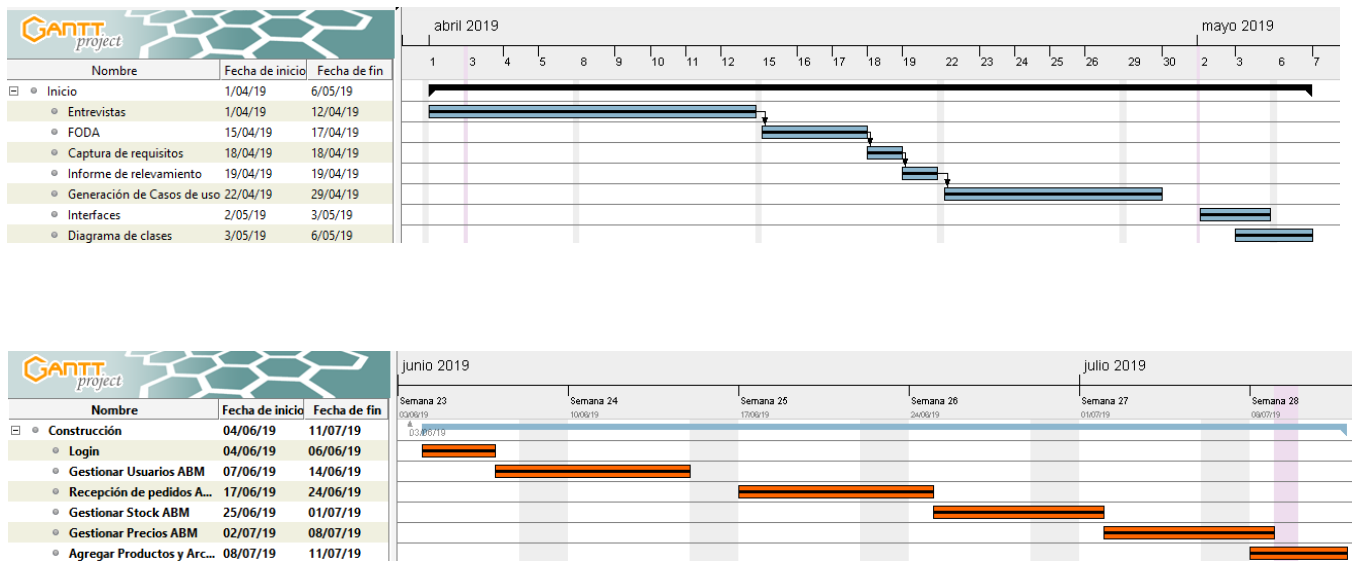 GANTT project
abril 2019 mayo 2019
1 3 4 5 8 9 10 11 12 15 16 17 18 19 22 23 24 25 26 29 30 2 3 6 7
Nombre Fecha de inicio Fecha de fin
Inicio 1/04/19 6/05/19
Entrevistas 1/04/19 12/04/19
FODA 15/04/19 17/04/19
Captura de requisitos 18/04/19 18/04/19
Informe de relevamiento 19/04/19 19/04/19
Generación de Casos de uso 22/04/19 29/04/19
Interfaces 2/05/19 3/05/19
Diagrama de clases 3/05/19 6/05/19
GANTT project
junio 2019 julio 2019
Semana 23 Semana 24 Semana 25 Semana 26 Semana 27 Semana 28
03/06/19 10/06/19 17/06/19 24/06/19 01/07/19 08/07/19
Nombre Fecha de inicio Fecha de fin
Construcción 04/06/19 11/07/19
03/06/19
Login 04/06/19 06/06/19
Gestionar Usuarios ABM 07/06/19 14/06/19
Recepción de pedidos A... 17/06/19 24/06/19
Gestionar Stock ABM 25/06/19 01/07/19
Gestionar Precios ABM 02/07/19 08/07/19
Agregar Productos y Arc... 08/07/19 11/07/19